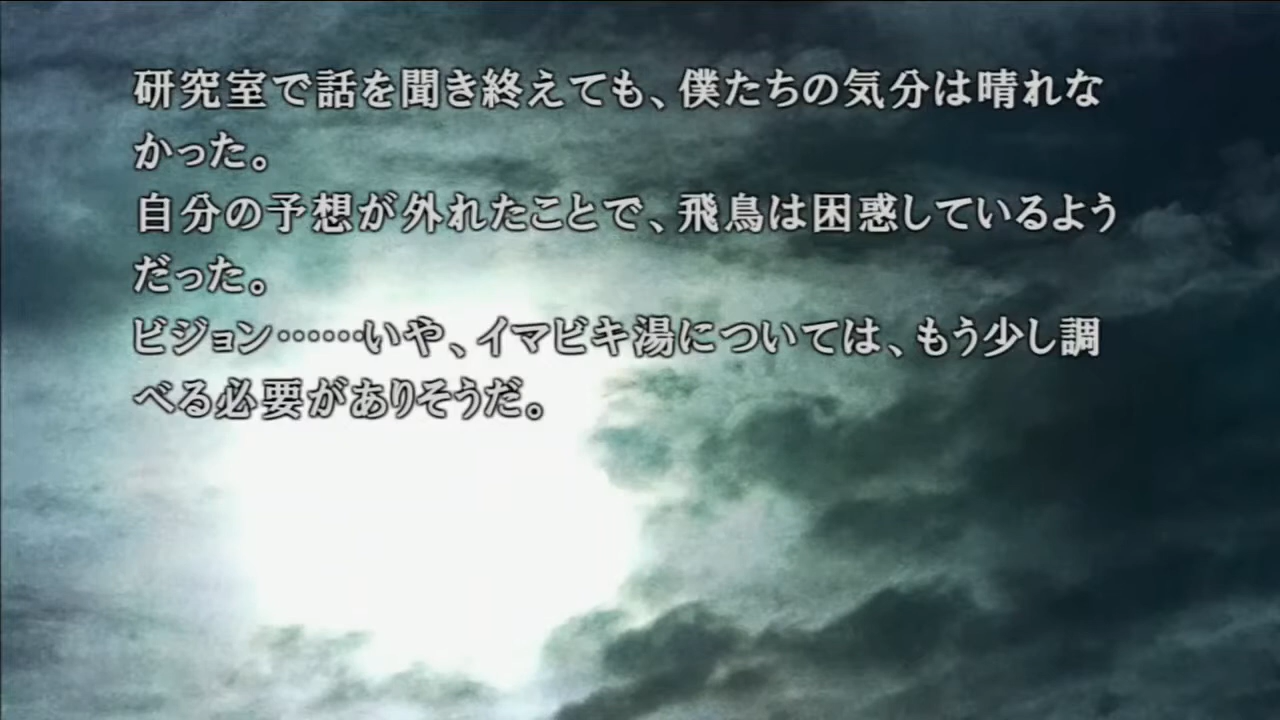 研究室で話を聞き終えても、僕たちの気分は晴れな
かった。
自分の予想が外れたことで、飛鳥は困惑しているよう
だった。
ビジョン……いや、イマビキ湯については、もう少し調
べる必要がありそうだ。